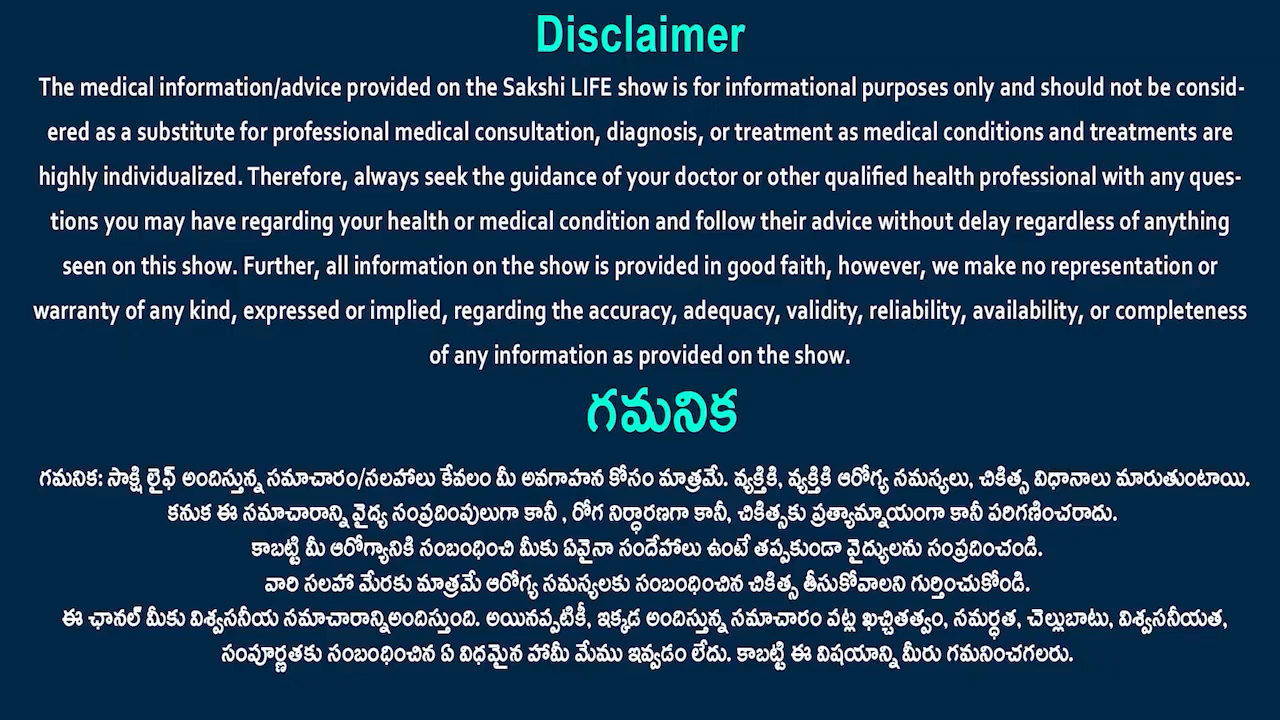 Disclaimer
The medical information/advice provided on the Sakshi LIFE show is for informational purposes only and should not be consid-
ered as a substitute for professional medical consultation, diagnosis, or treatment as medical conditions and treatments are
highly individualized. Therefore, always seek the guidance of your doctor or other qualified health professional with any ques-
tions you may have regarding your health or medical condition and follow their advice without delay regardless of anything
seen on this show. Further, all information on the show is provided in good faith, however, we make no representation or
warranty of any kind, expressed or implied, regarding the accuracy, adequacy, validity, reliability, availability, or completeness
of any information as provided on the show.
గమనిక
గమనిక: సాక్షి లైఫ్ అందిస్తున్న సమాచారం/సలహాలు కేవలం మీ అవగాహన కోసం మాత్రమే. వ్యక్తికి, వ్యక్తికి ఆరోగ్య సమస్యలు, చికిత్స విధానాలు మారుతుంటాయి.
కనుక ఈ సమాచారాన్ని వైద్య సంప్రదింపులుగా కానీ , రోగ నిర్ధారణగా కానీ, చికిత్సకు ప్రత్యామ్నాయంగా కానీ పరిగణించరాదు.
కాబట్టి మీ ఆరోగ్యానికి సంబంధించి మీకు ఏవైనా సందేహాలు ఉంటే తప్పకుండా వైద్యులను సంప్రదించండి.
వారి సలహా మేరకు మాత్రమే ఆరోగ్య సమస్యలకు సంబంధించిన చికిత్స తీసుకోవాలని గుర్తించుకోండి.
ఈ ఛానల్ మీకు విశ్వసనీయ సమాచారాన్నిఅందిస్తుంది. అయినప్పటికీ, ఇక్కడ అందిస్తున్న సమాచారం పట్ల ఖచ్చితత్వం, సమర్ధత, చెల్లుబాటు, విశ్వసనీయత,
సంపూర్ణతకు సంబంధించిన ఏ విధమైన హామీ మేము ఇవ్వడం లేదు. కాబట్టి ఈ విషయాన్ని మీరు గమనించగలరు.